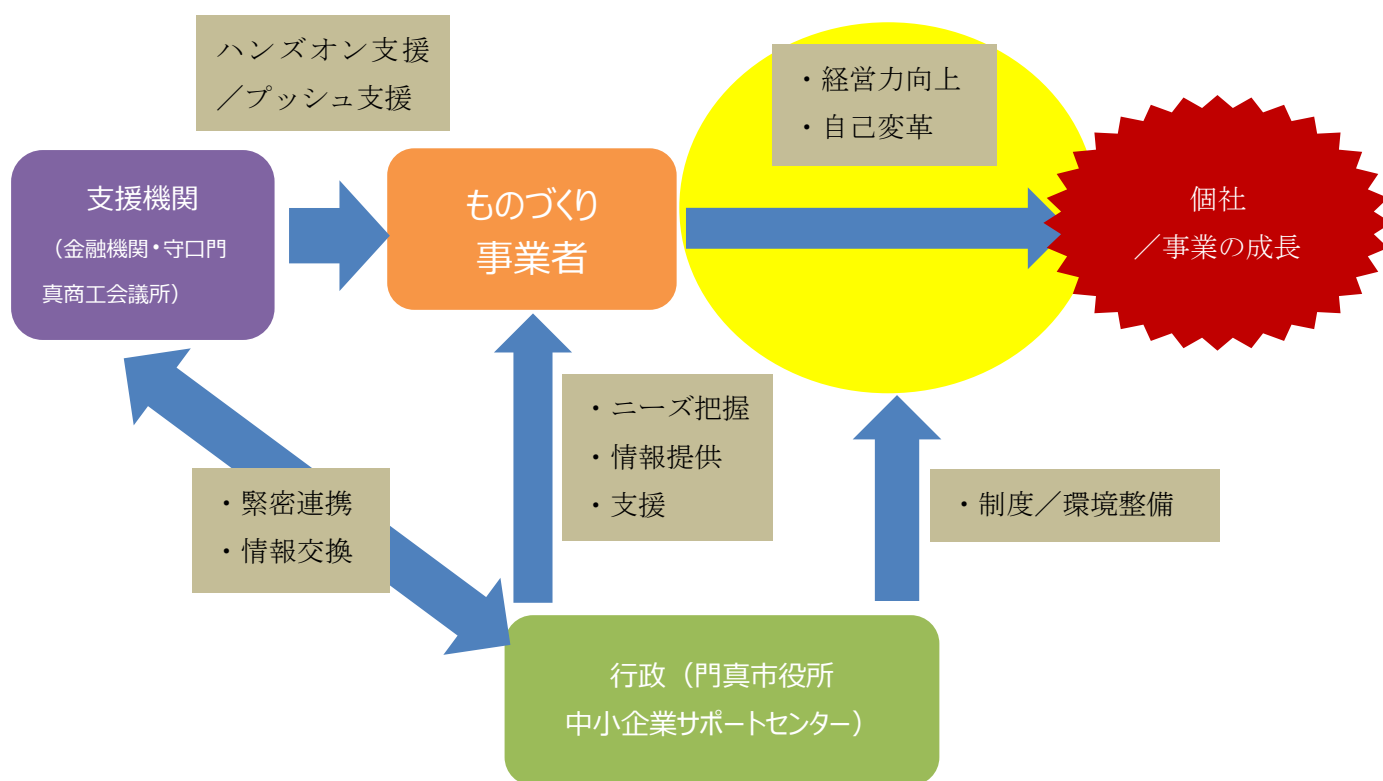 ハンズオン支援
／プッシュ支援
・経営力向上
・自己変革
支援機関
（金融機関・守口門
真商工会議所）
ものづくり
事業者
個社
／事業の成長
・ニーズ把握
・情報提供
・支援
・緊密連携
・情報交換
・制度／環境整備
行政（門真市役所
中小企業サポートセンター）